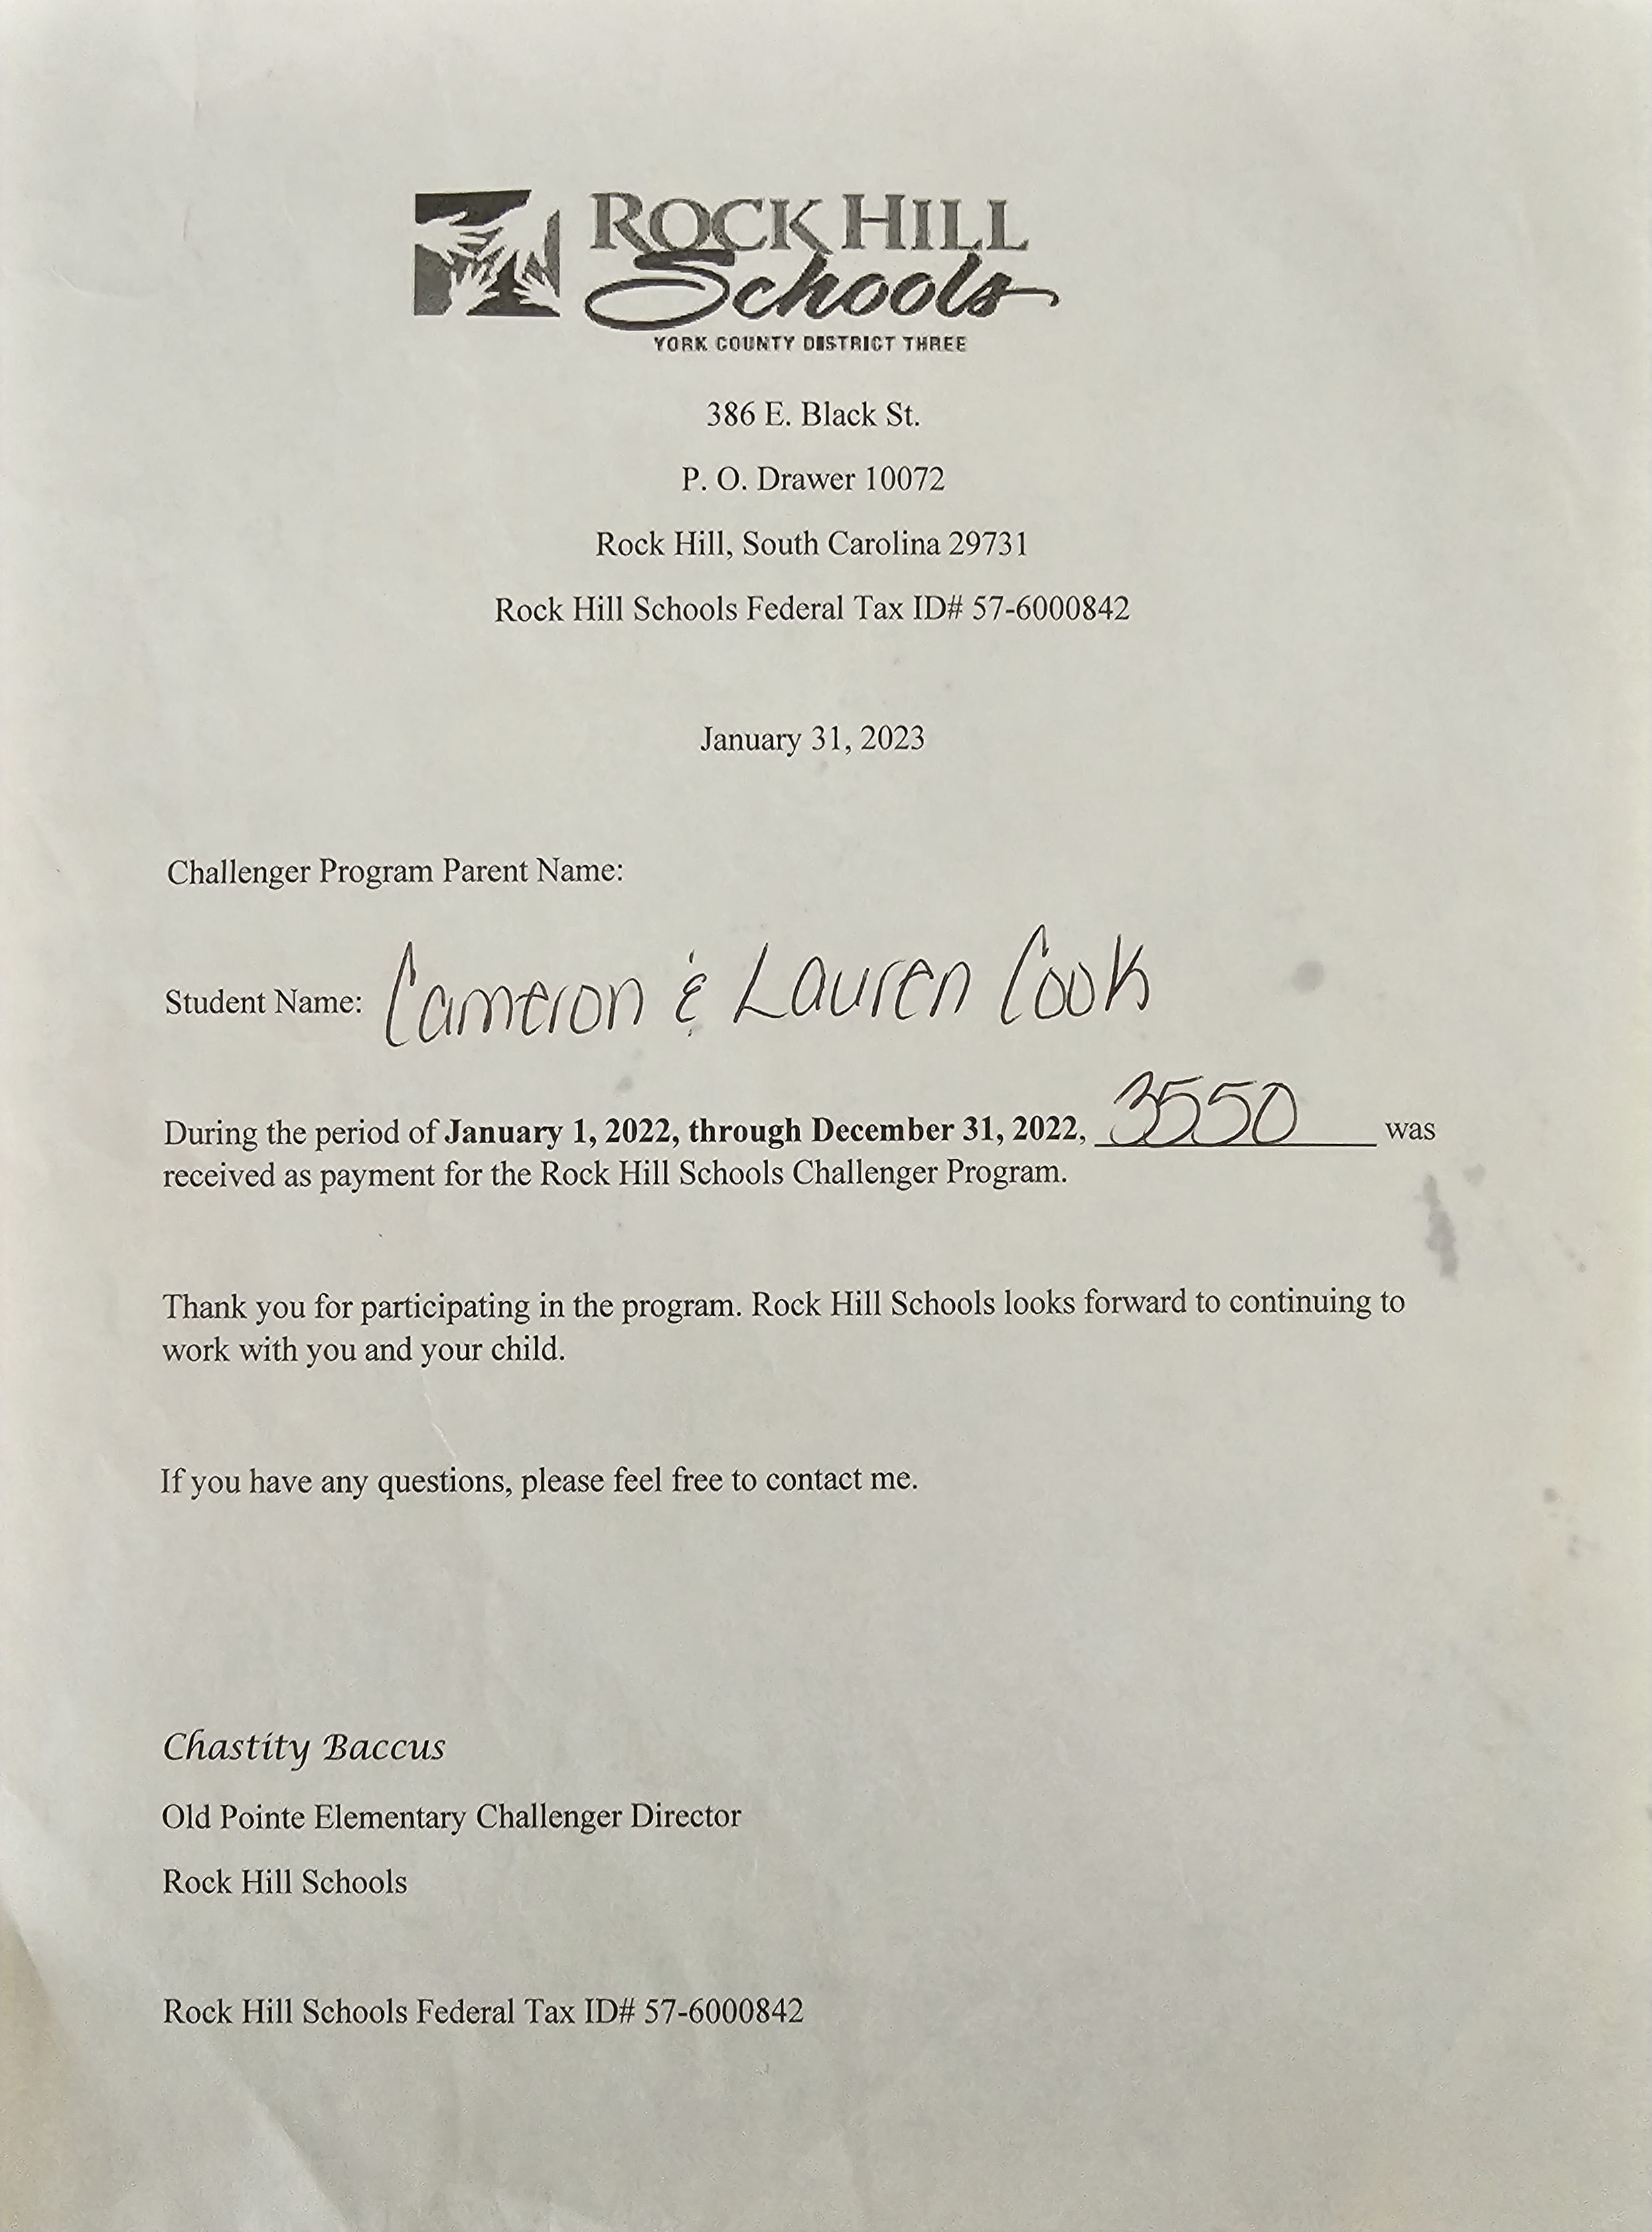 ROCK HILL
Schools
YORK COUNTY DISTRICT THREE
386 E. Black St.
P. O. Drawer 10072
Rock Hill, South Carolina 29731
Rock Hill Schools Federal Tax ID# 57-6000842
January 31, 2023
Challenger Program Parent Name:
Student Name: Cameron & Lauren Cook
During the period of January 1, 2022, through December 31, 2022, 3550 was
received as payment for the Rock Hill Schools Challenger Program.
Thank you for participating in the program. Rock Hill Schools looks forward to continuing to
work with you and your child.
If you have any questions, please feel free to contact me.
Chastity Baccus
Old Pointe Elementary Challenger Director
Rock Hill Schools
Rock Hill Schools Federal Tax ID# 57-6000842